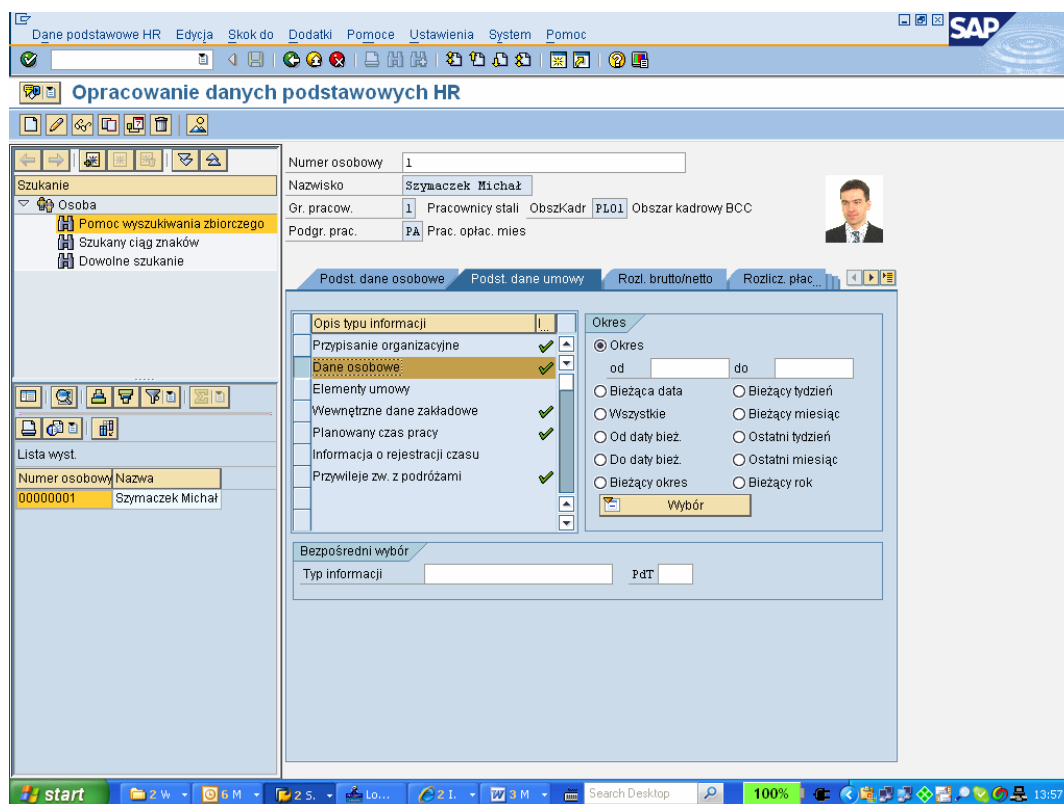 Dane podstawowe HR Edycja Skok do Dodatki Pomoce Ustawienia System Pomoc
SAP
Opracowanie danych podstawowych HR
Szukanie
Osoba
Pomoc wyszukiwania zbiorczego
Szukany ciąg znaków
Dowolne szukanie
Lista wyst.
Numer osobowy Nazwa
00000001 Szymaczek Michał
Numer osobowy 1
Nazwisko Szymaczek Michał
Gr. pracow. 1 Pracownicy stali ObszKadr PL01 Obszar kadrowy BCC
Podgr. prac. PA Prac. opłac. mies
Podst. dane osobowe Podst. dane umowy Rozl. brutto/netto Rozlicz. płac...
Opis typu informacji I...
Przypisanie organizacyjne
Dane osobowe
Elementy umowy
Wewnętrzne dane zakładowe
Planowany czas pracy
Informacja o rejestracji czasu
Przywileje zw. z podróżami
Okres
Okres
od do
Bieżąca data Bieżący tydzień
Wszystkie Bieżący miesiąc
Od daty bież. Ostatni tydzień
Do daty bież. Ostatni miesiąc
Bieżący okres Bieżący rok
Wybór
Bezpośredni wybór
Typ informacji PdT
start 2 W 6 M 2 S. Lo... 2 I. 3 M Search Desktop 100% 13:57